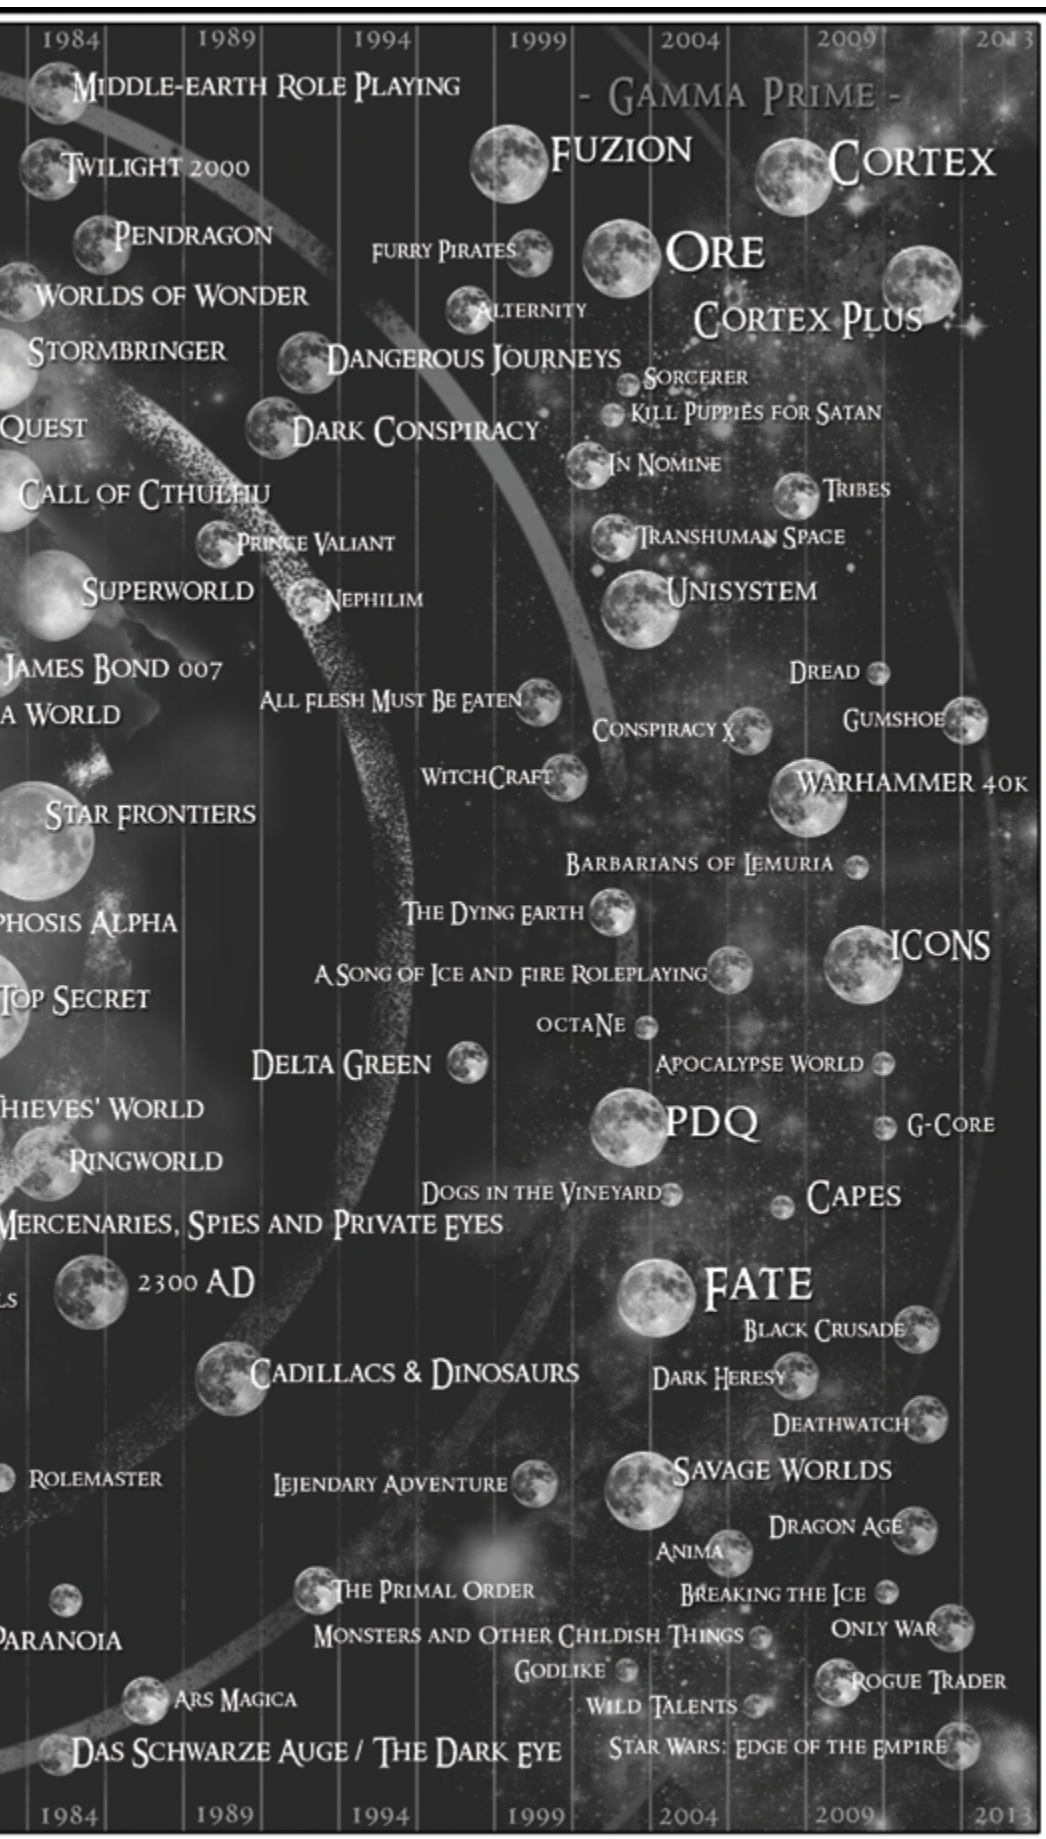 1984 1989 1994 1999 2004 2009 2013
Middle-earth Role Playing
- Gamma Prime -
Fuzion
Cortex
Twilight 2000
Pendragon
Furry Pirates
Ore
Worlds of Wonder
Alternity
Cortex Plus
Stormbringer
Dangerous Journeys
Sorcerer
Kill Puppies for Satan
Quest
Dark Conspiracy
In Nomine
Call of Cthulhu
Tribes
Prince Valiant
Transhuman Space
Superworld
Nephilim
Unisystem
James Bond 007
Dread
All Flesh Must Be Eaten
A World
Conspiracy X
Gumshoe
WitchCraft
Warhammer 40k
Star Frontiers
Barbarians of Lemuria
The Dying Earth
phosis Alpha
ICONS
A Song of Ice and Fire Roleplaying
Top Secret
octaNe
Delta Green
Apocalypse World
hieves' World
PDQ
G-Core
Ringworld
Dogs in the Vineyard
Capes
Mercenaries, Spies and Private Eyes
2300 AD
FATE
ls
Black Crusade
Cadillacs & Dinosaurs
Dark Heresy
Deathwatch
Rolemaster
Lejendary Adventure
Savage Worlds
Dragon Age
Anima
The Primal Order
Breaking the Ice
Paranoia
Monsters and Other Childish Things
Only War
Godlike
Rogue Trader
Ars Magica
Wild Talents
Das Schwarze Auge / The Dark Eye
Star Wars: Edge of the Empire
1984 1989 1994 1999 2004 2009 2013